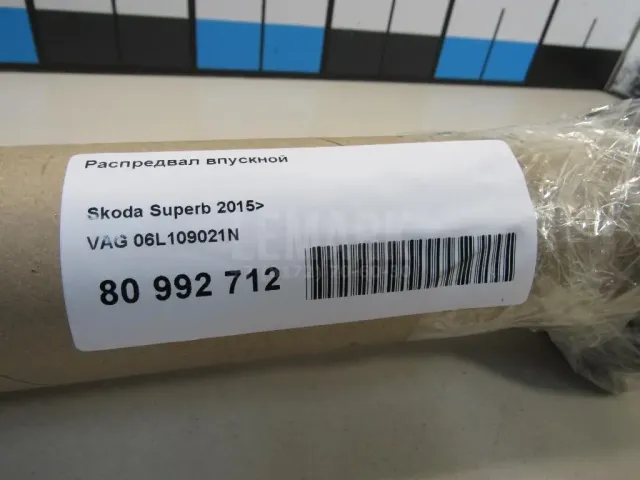 Распредвал впускной
Skoda Superb 2015>
VAG 06L109021N
80 992 712